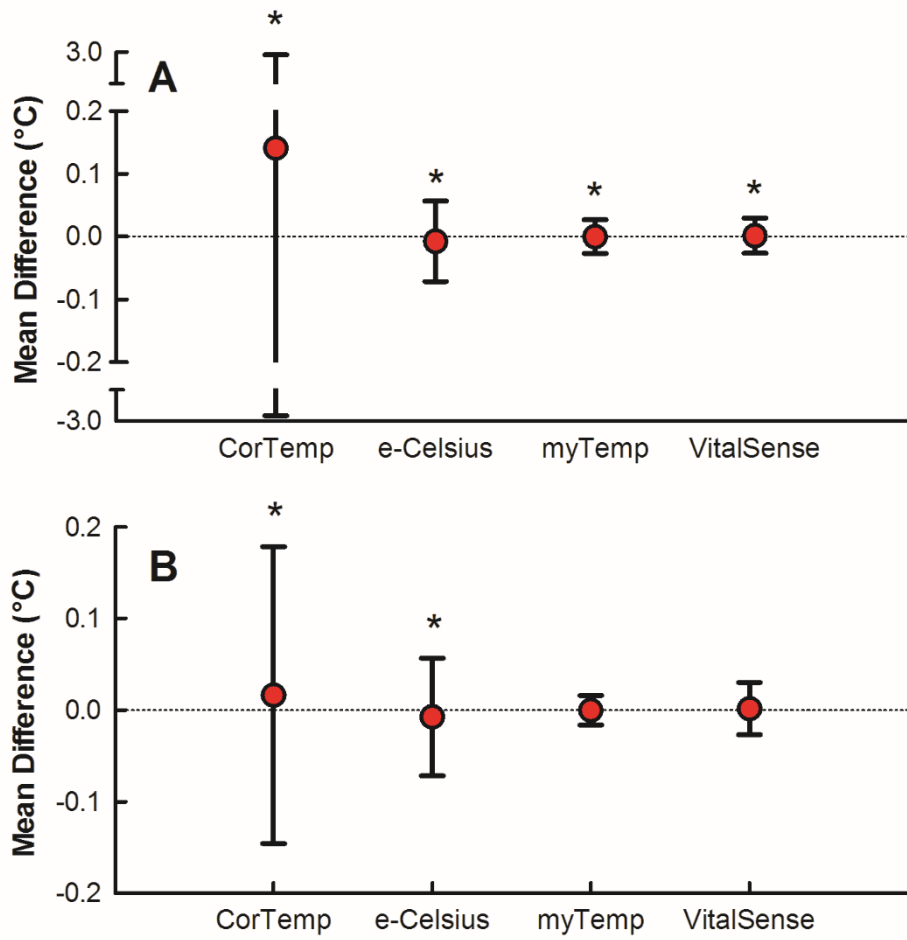 *
3.0
A
0.2
0.1
0.0
-0.1
-0.2
-3.0
* * *
Mean Difference (°C)
CorTemp e-Celsius myTemp VitalSense
*
0.2
B
0.1
0.0
-0.1
-0.2
*
Mean Difference (°C)
CorTemp e-Celsius myTemp VitalSense